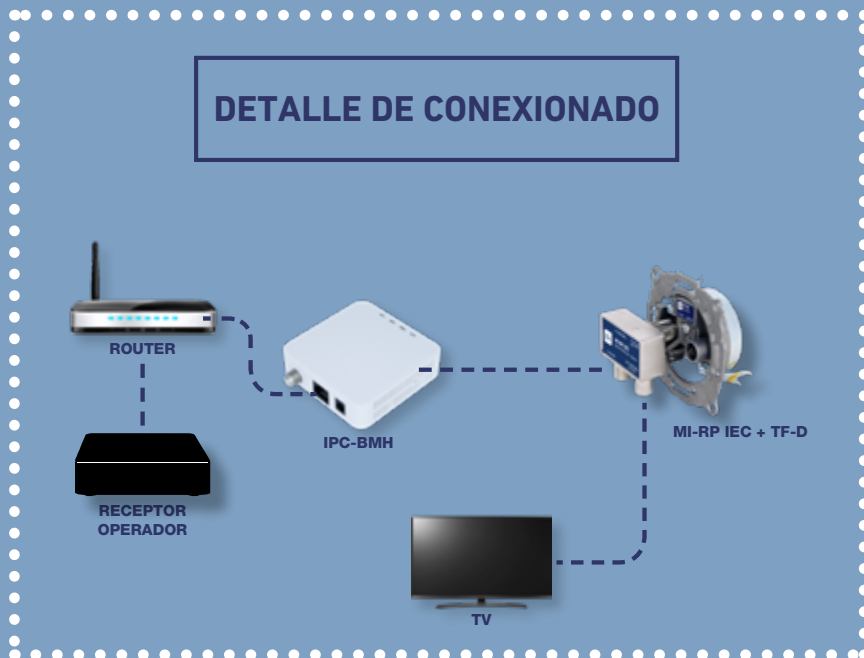 DETALLE DE CONEXIONADO
ROUTER
IPC-BMH
MI-RP IEC + TF-D
RECEPTOR
OPERADOR
TV